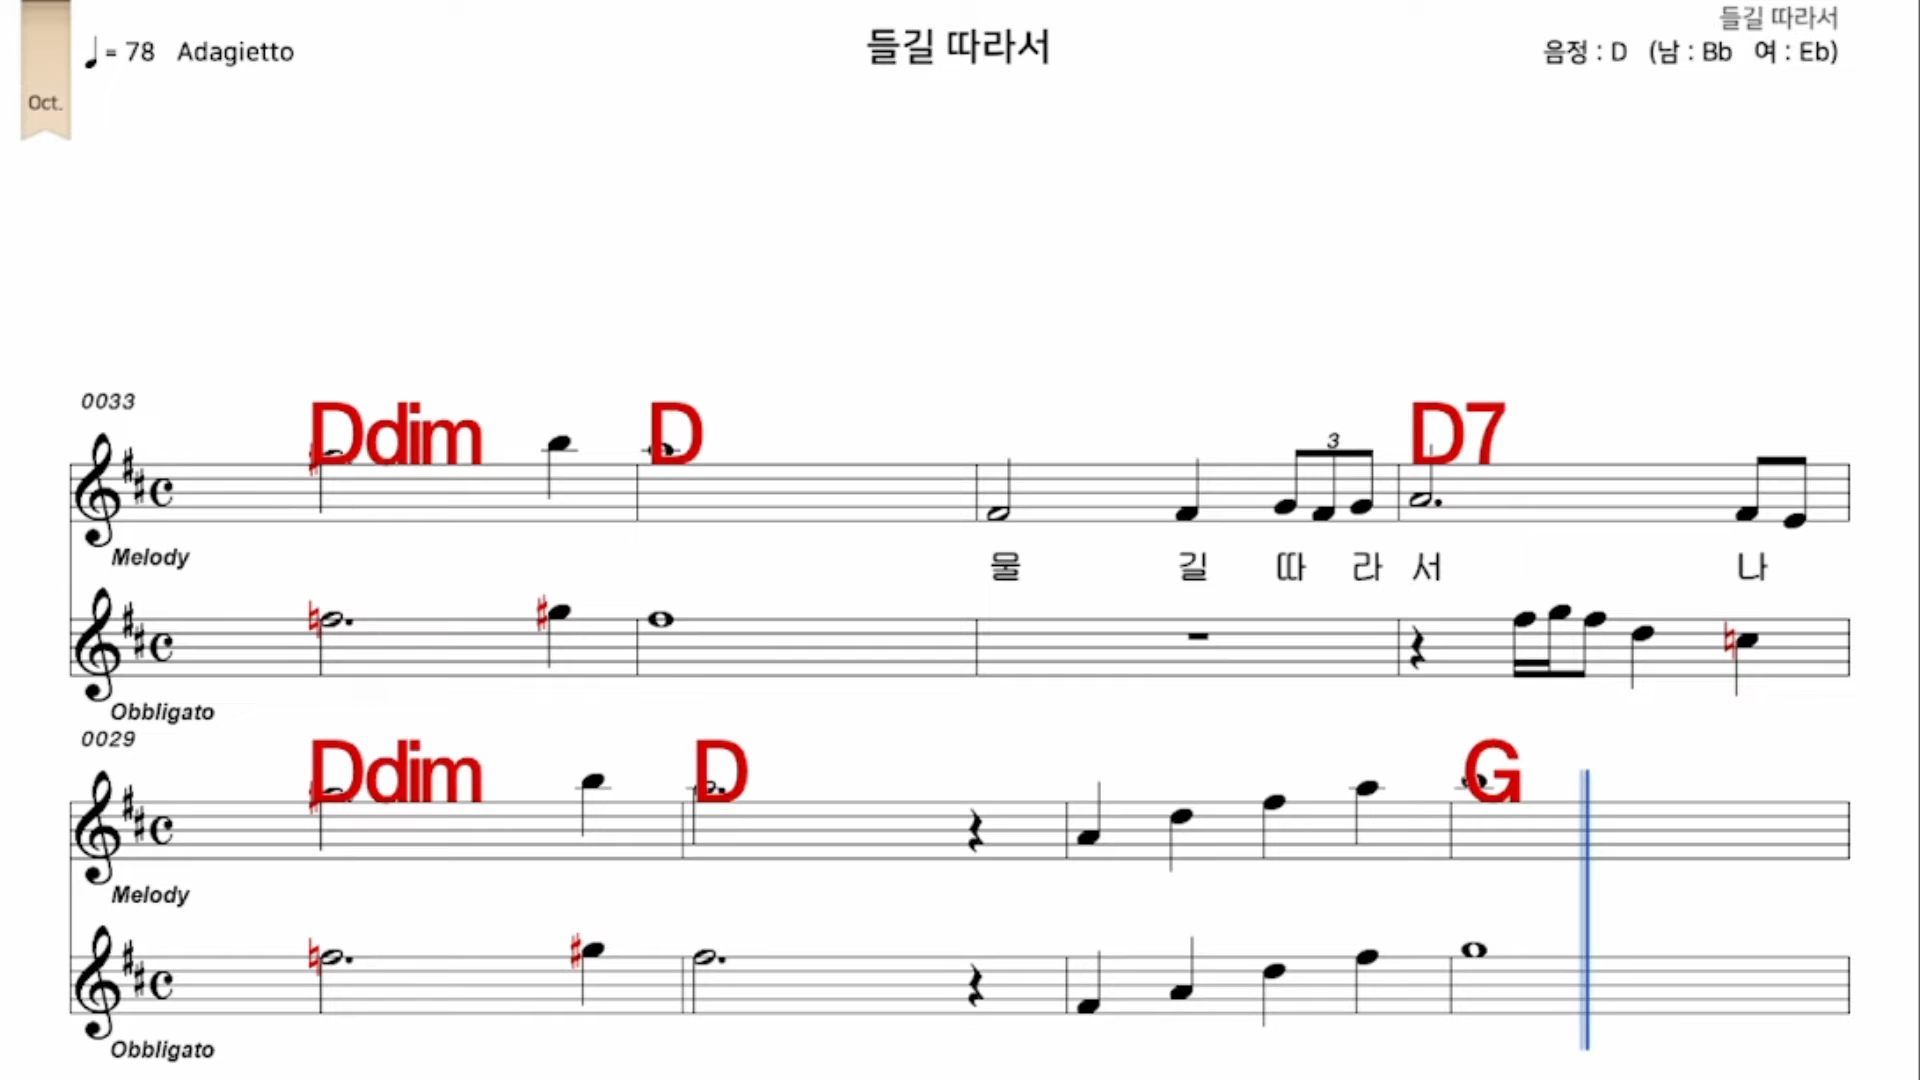 들길 따라서
♩= 78 Adagietto
들길 따라서
음정 : D (남 : Bb 여 : Eb)
Oct.
0033
Ddim D D7
3
Melody
물 길 따 라 서 나
Obbligato
0029
Ddim D G
Melody
Obbligato